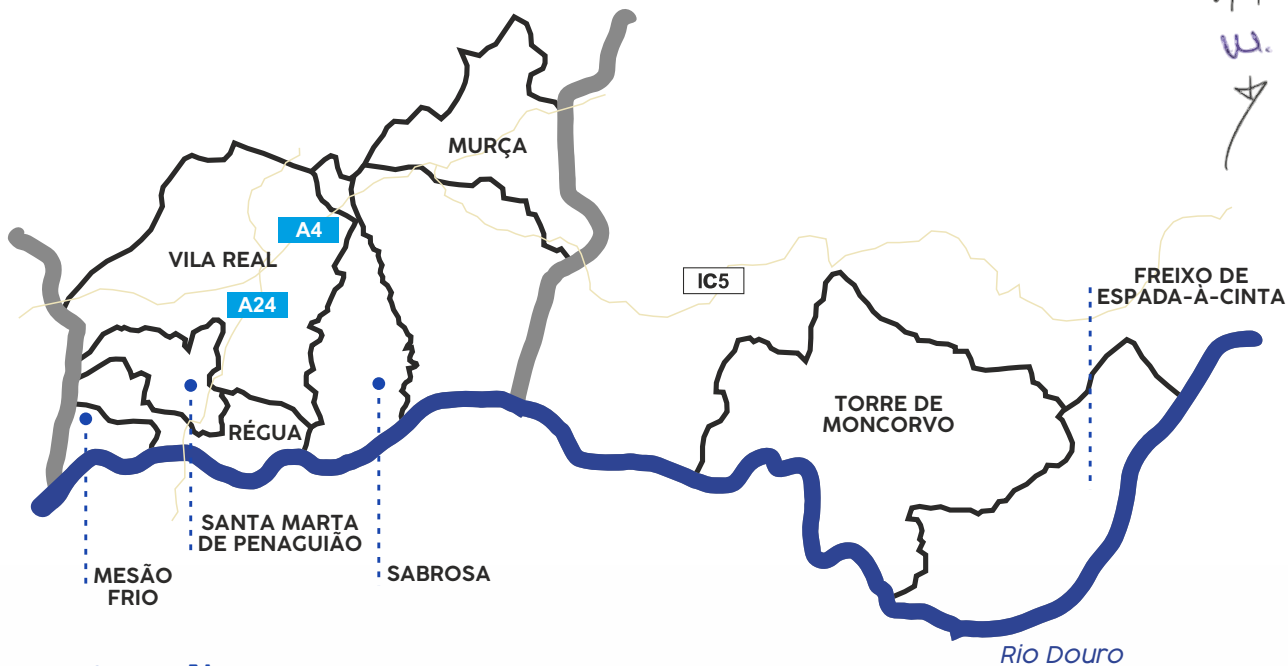 MURÇA
A4
VILA REAL
A24
IC5
FREIXO DE
ESPADA-À-CINTA
TORRE DE
MONCORVO
RÉGUA
SANTA MARTA
DE PENAGUIÃO
MESÃO
FRIO
SABROSA
Rio Douro